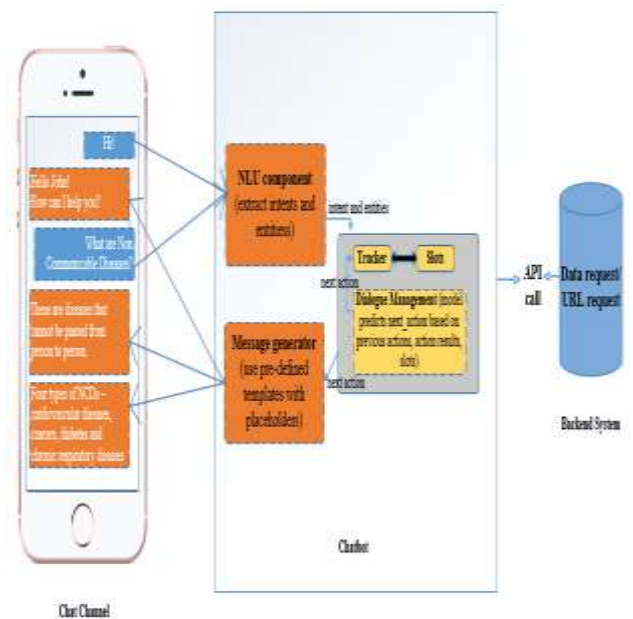 Hi!
Hello John!
How can I help you?
What are Non
Communicable Diseases?
These are diseases that
cannot be passed from
person to person.
Four types of NCDs –
cardiovascular diseases,
cancers, diabetes and
chronic respiratory diseases
Chat Channel
NLU component
(extract intents and
entities)
intent and entities
Tracker
Slots
next action
Dialogue Management (model
predicts next_action based on
previous actions, action results,
slots)
Message generator
(use pre-defined
templates with
placeholders)
next action
Chatbot
API
call
Data request/
URL request
Backend System